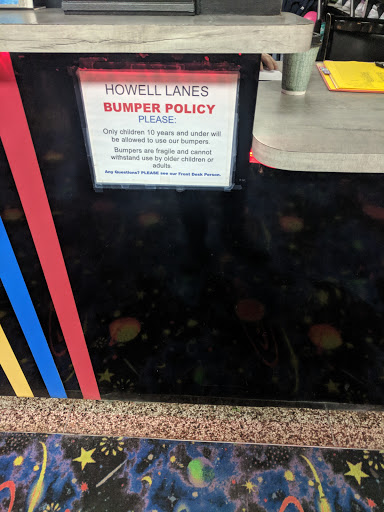 HOWELL LANES
BUMPER POLICY
PLEASE:
Only children 10 years and under will
be allowed to use our bumpers.
Bumpers are fragile and cannot
withstand use by older children or
adults.
Any Questions? PLEASE see our Front Desk Person.